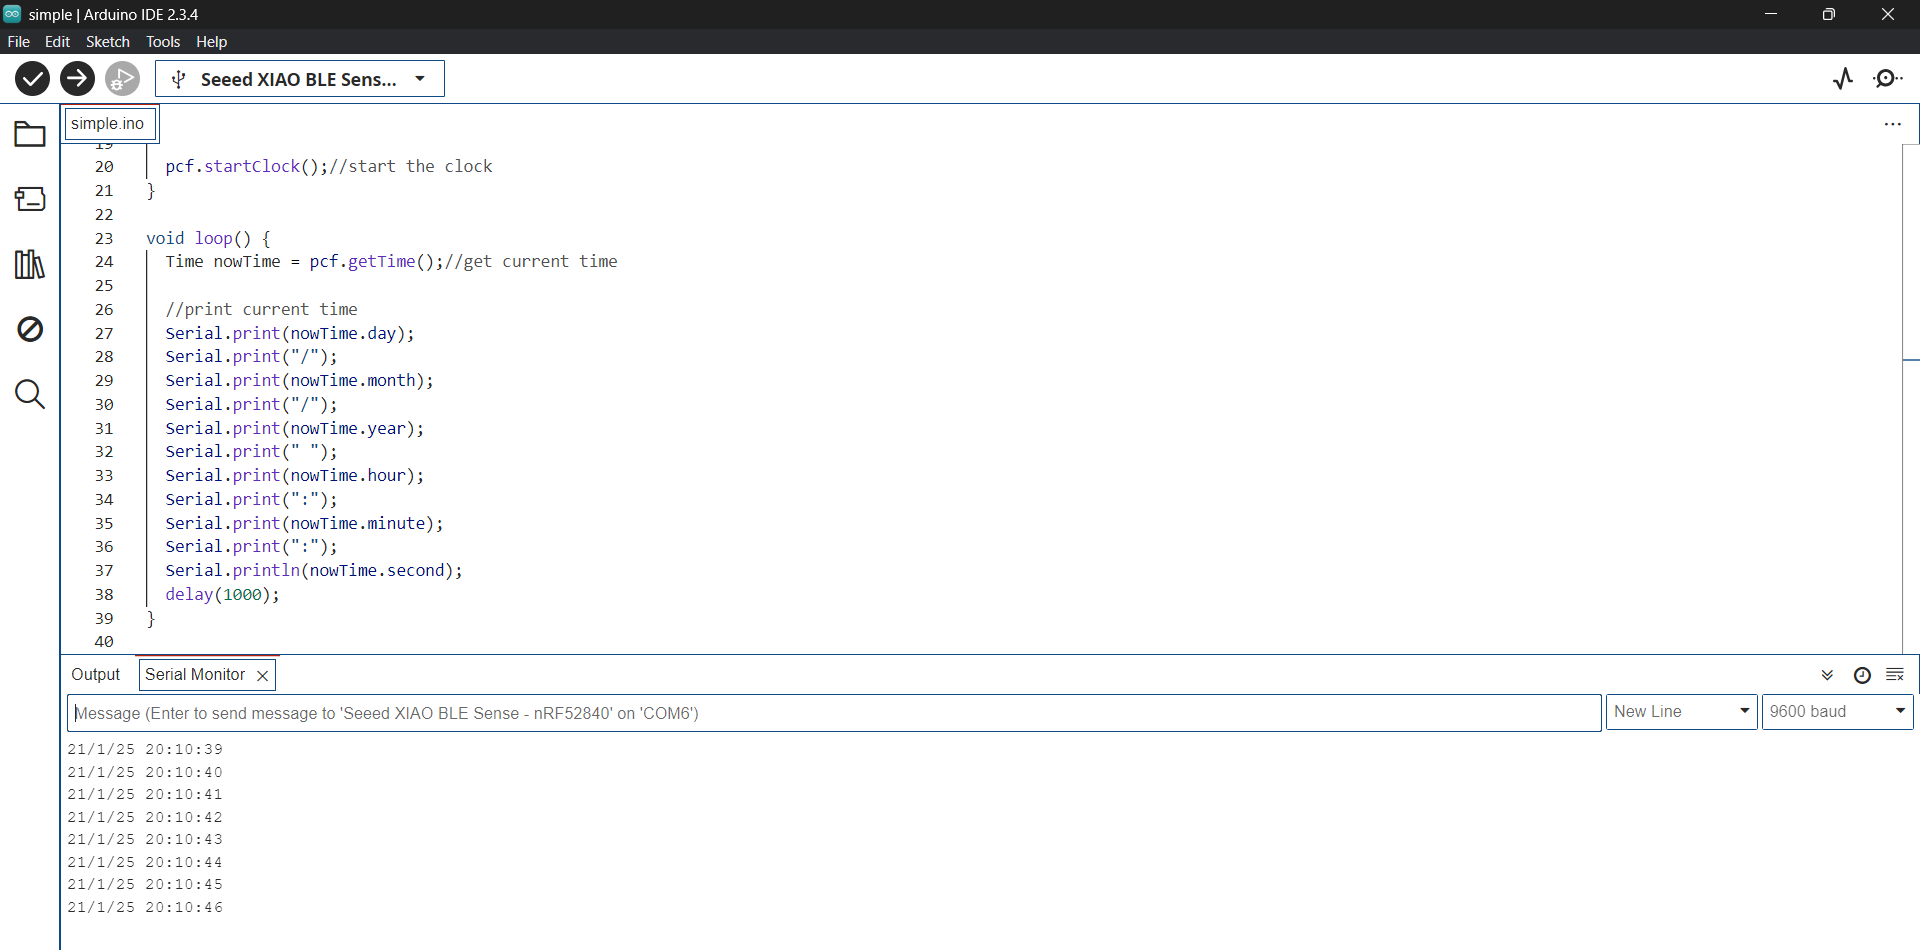 simple | Arduino IDE 2.3.4
File Edit Sketch Tools Help
Seeed XIAO BLE Sens...
simple.ino
19
20 pcf.startClock();//start the clock
21 }
22
23 void loop() {
24 Time nowTime = pcf.getTime();//get current time
25
26 //print current time
27 Serial.print(nowTime.day);
28 Serial.print("/");
29 Serial.print(nowTime.month);
30 Serial.print("/");
31 Serial.print(nowTime.year);
32 Serial.print(" ");
33 Serial.print(nowTime.hour);
34 Serial.print(":");
35 Serial.print(nowTime.minute);
36 Serial.print(":");
37 Serial.println(nowTime.second);
38 delay(1000);
39 }
40
Output Serial Monitor
Message (Enter to send message to 'Seeed XIAO BLE Sense - nRF52840' on 'COM6') New Line 9600 baud
21/1/25 20:10:39
21/1/25 20:10:40
21/1/25 20:10:41
21/1/25 20:10:42
21/1/25 20:10:43
21/1/25 20:10:44
21/1/25 20:10:45
21/1/25 20:10:46